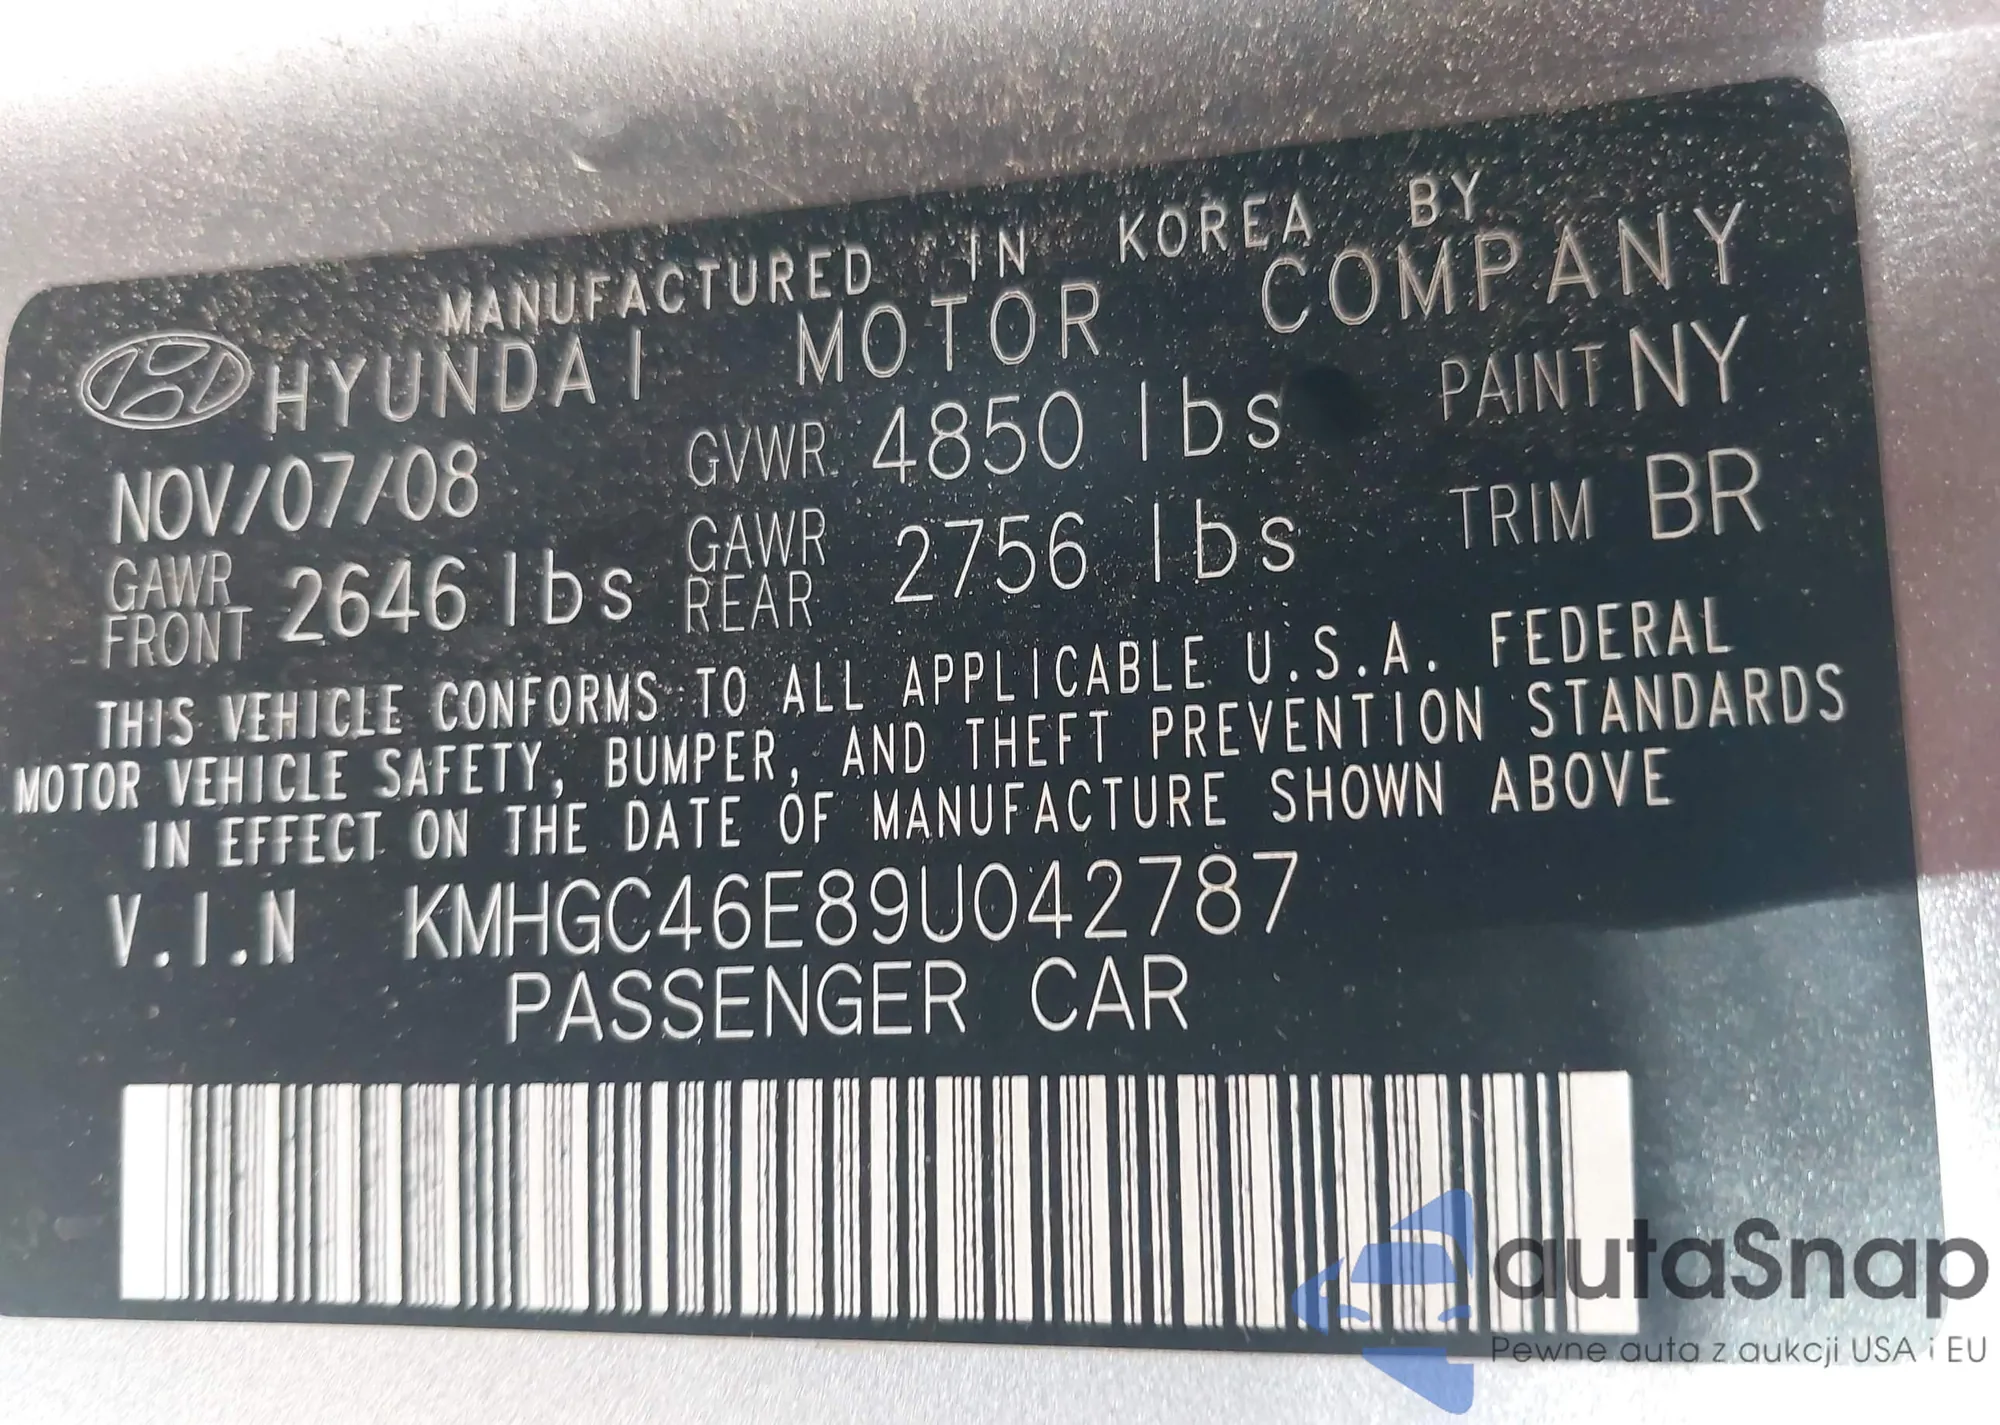 MANUFACTURED IN KOREA BY
HYUNDAI MOTOR COMPANY
NOV/07/08 GVWR 4850 lbs PAINT NY
GAWR FRONT 2646 lbs GAWR REAR 2756 lbs TRIM BR
THIS VEHICLE CONFORMS TO ALL APPLICABLE U.S.A. FEDERAL
MOTOR VEHICLE SAFETY, BUMPER, AND THEFT PREVENTION STANDARDS
IN EFFECT ON THE DATE OF MANUFACTURE SHOWN ABOVE
V.I.N KMHGC46E89U042787
PASSENGER CAR
autaSnap
Pewne auta z aukcji USA i EU